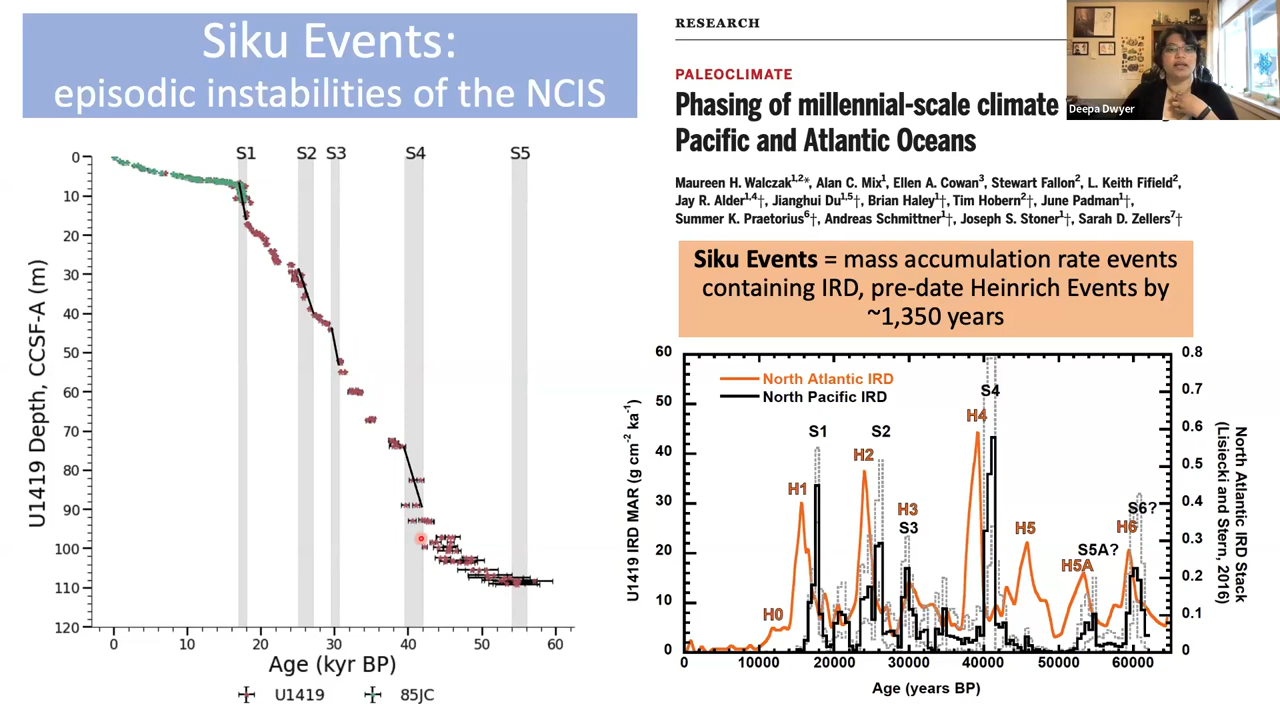 Siku Events:
episodic instabilities of the NCIS
S1 S2 S3 S4 S5
0
10
20
30
40
50
60
70
80
90
100
110
120
U1419 Depth, CCSF-A (m)
0 10 20 30 40 50 60
Age (kyr BP)
U1419 85JC
RESEARCH
PALEOCLIMATE
Phasing of millennial-scale climate
Pacific and Atlantic Oceans
Deepa Dwyer
Maureen H. Walczak1,2*, Alan C. Mix1, Ellen A. Cowan3, Stewart Fallon2, L. Keith Fifield2,
Jay R. Alder1,4†, Jianghui Du1,5†, Brian Haley1†, Tim Hobern2†, June Padman1†,
Summer K. Praetorius6†, Andreas Schmittner1†, Joseph S. Stoner1†, Sarah D. Zellers7†
Siku Events = mass accumulation rate events
containing IRD, pre-date Heinrich Events by
~1,350 years
60
50
40
30
20
10
0
U1419 IRD MAR (g cm-2 ka-1)
North Atlantic IRD
North Pacific IRD
H0
H1
S1
H2
S2
H3
S3
H4
S4
H5
H5A
S5A?
H6
S6?
0.8
0.7
0.6
0.5
0.4
0.3
0.2
0.1
0
North Atlantic IRD Stack
(Lisiecki and Stern, 2016)
0 10000 20000 30000 40000 50000 60000
Age (years BP)